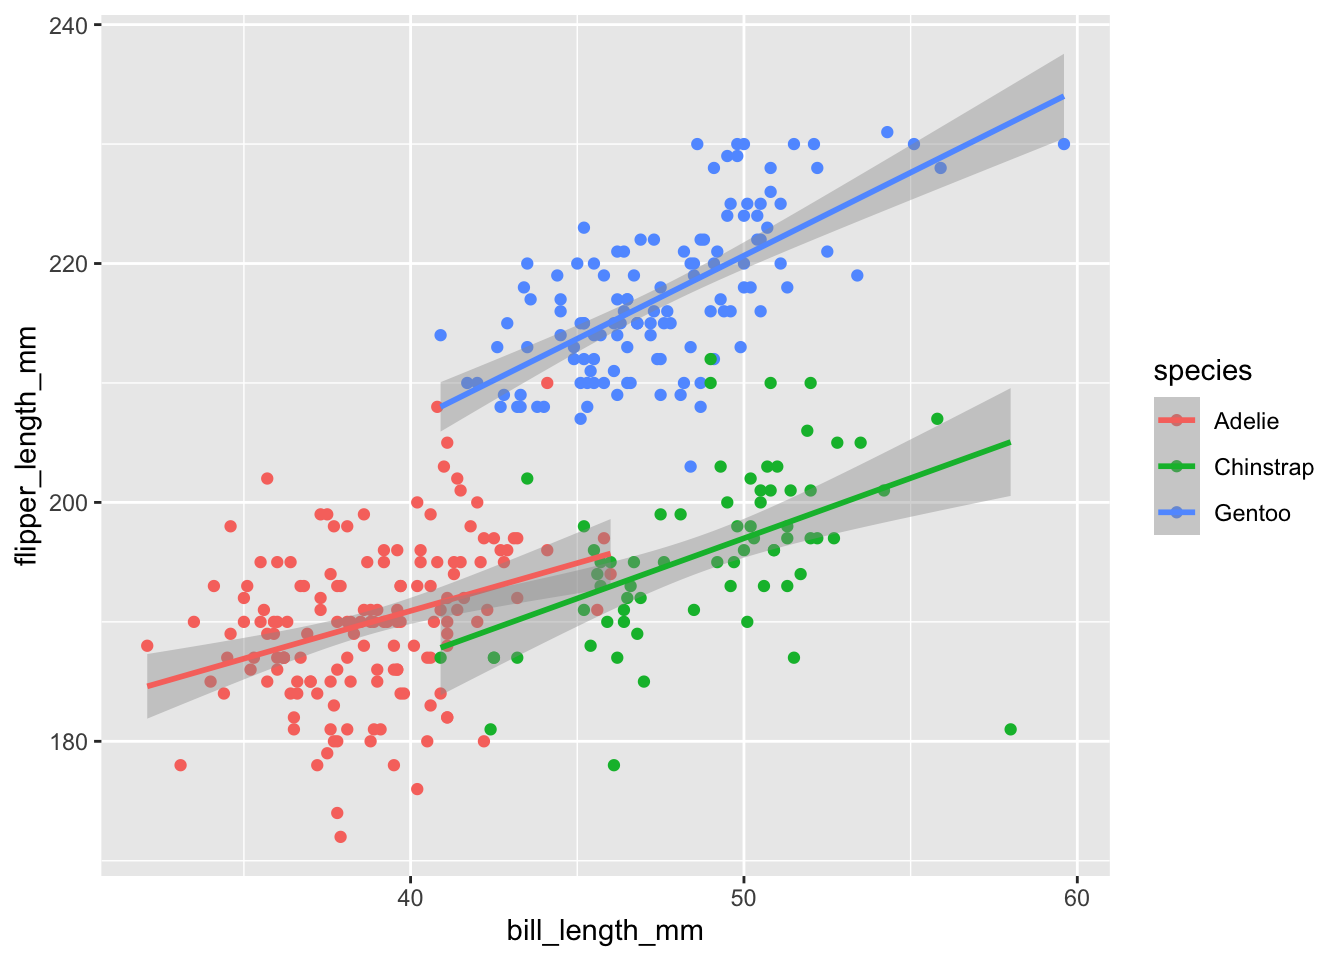 240
220
200
180
flipper_length_mm
40 50 60
bill_length_mm
species
Adelie
Chinstrap
Gentoo